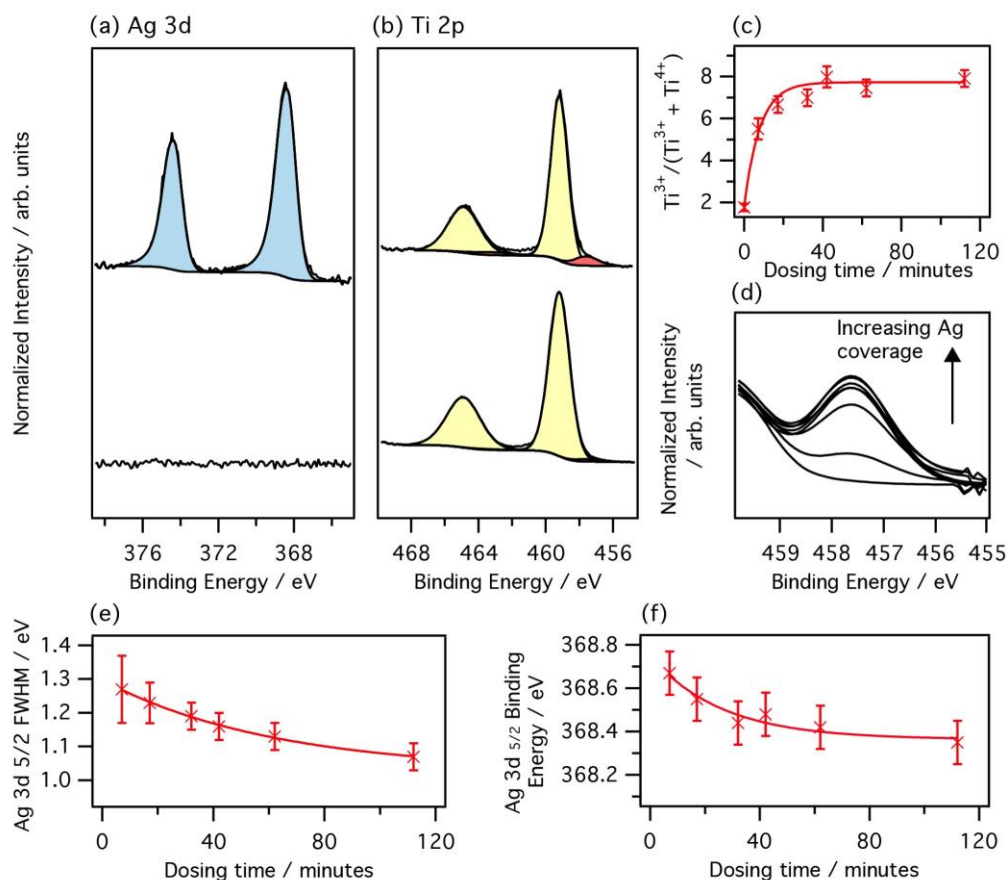 (a) Ag 3d
(b) Ti 2p
(c)
Normalized Intensity / arb. units
376 372 368
Binding Energy / eV
468 464 460 456
Binding Energy / eV
Ti³⁺/(Ti³⁺ + Ti⁴⁺)
8
6
4
2
0 40 80 120
Dosing time / minutes
(d)
Normalized Intensity
/ arb. units
Increasing Ag
coverage
459 458 457 456 455
Binding Energy / eV
(e)
Ag 3d 5/2 FWHM / eV
1.4
1.3
1.2
1.1
1.0
0 40 80 120
Dosing time / minutes
(f)
Ag 3d 5/2 Binding
Energy / eV
368.8
368.6
368.4
368.2
0 40 80 120
Dosing time / minutes